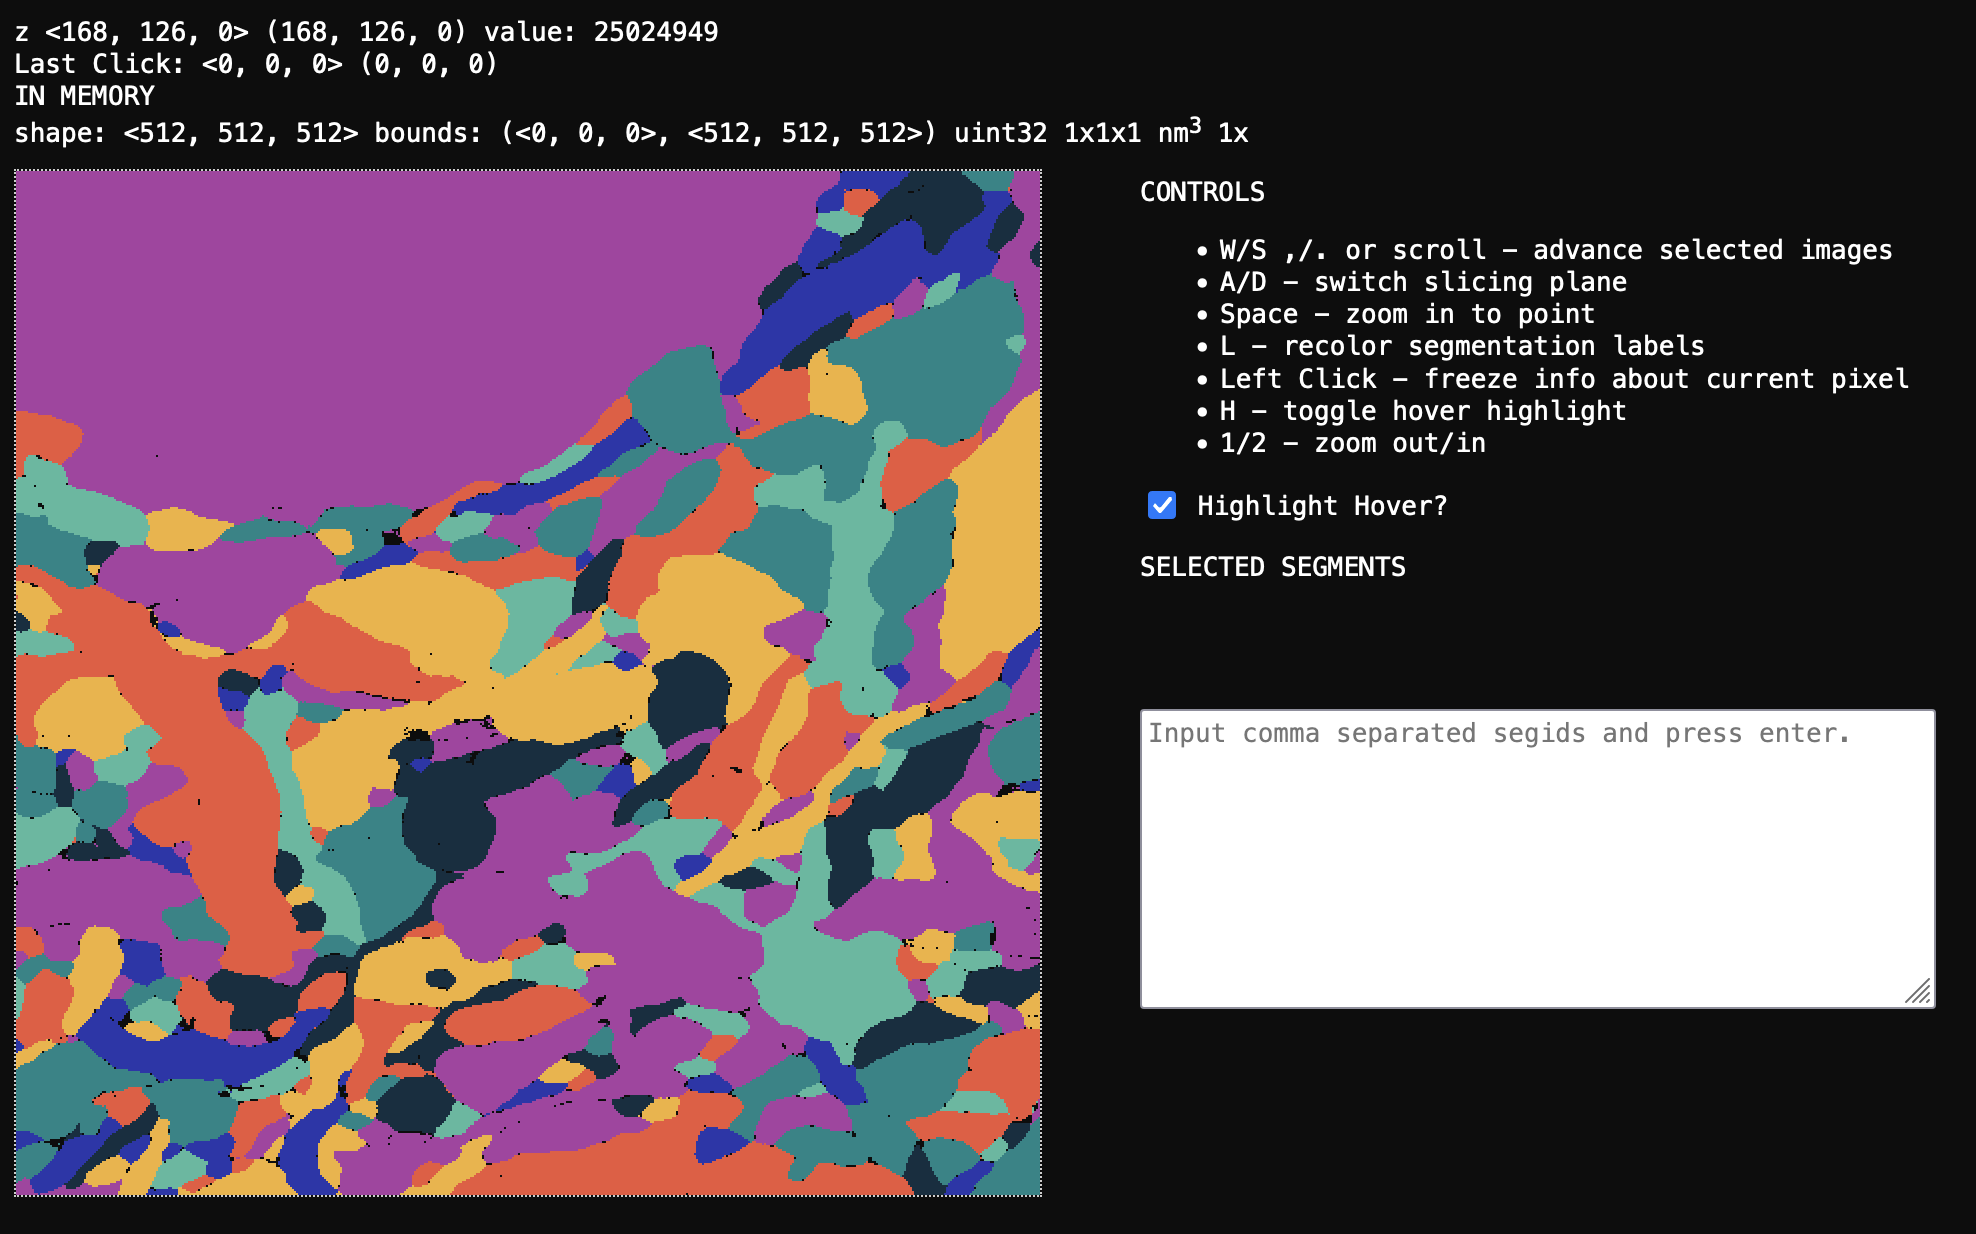 z <168, 126, 0> (168, 126, 0) value: 25024949
Last Click: <0, 0, 0> (0, 0, 0)
IN MEMORY
shape: <512, 512, 512> bounds: (<0, 0, 0>, <512, 512, 512>) uint32 1x1x1 nm³ 1x
CONTROLS
• W/S ,/. or scroll – advance selected images
• A/D – switch slicing plane
• Space – zoom in to point
• L – recolor segmentation labels
• Left Click – freeze info about current pixel
• H – toggle hover highlight
• 1/2 – zoom out/in
Highlight Hover?
SELECTED SEGMENTS
Input comma separated segids and press enter.